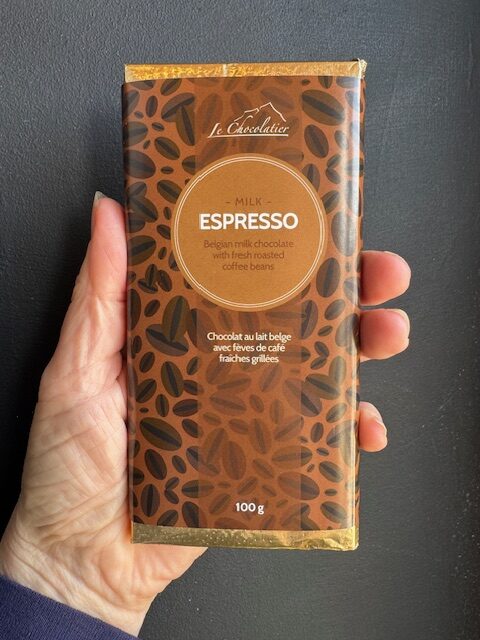 Le Chocolatier
- MILK -
ESPRESSO
Belgian milk chocolate
with fresh roasted
coffee beans
Chocolat au lait belge
avec fèves de café
fraîches grillées
100 g